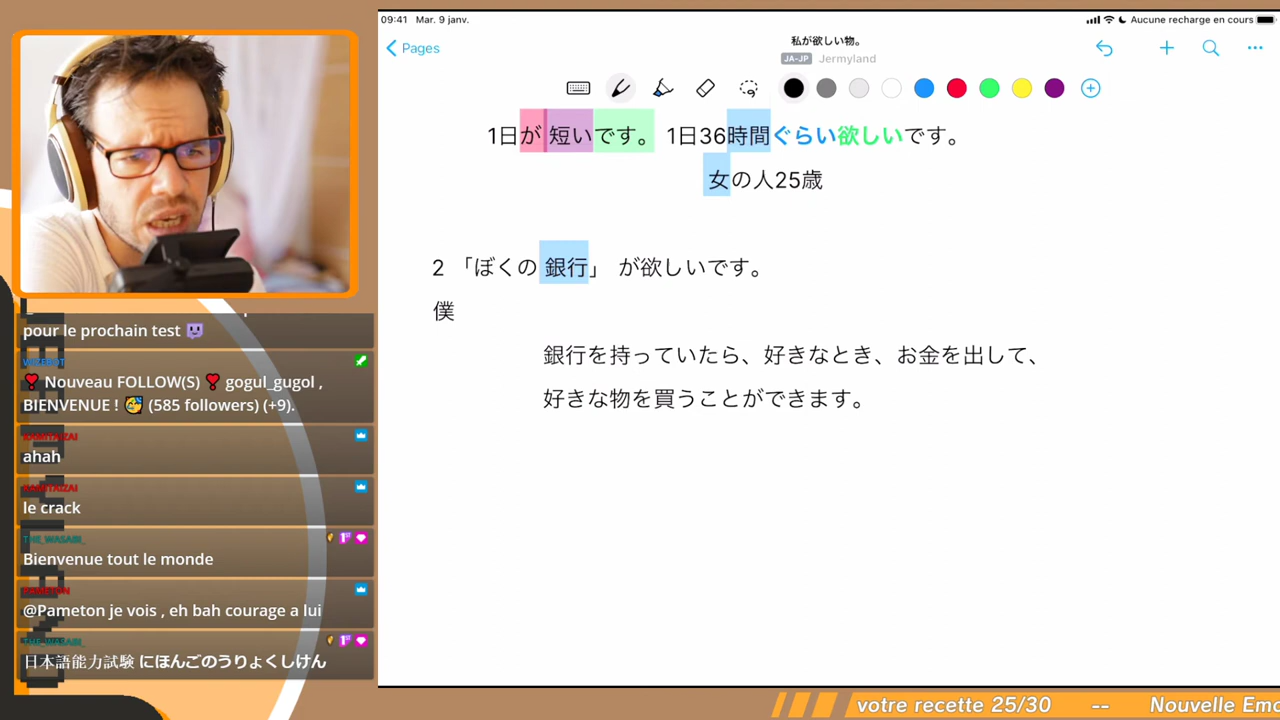 09:41 Mar. 9 janv.
Aucune recharge en cours
Pages
私が欲しい物。
JA-JP Jermyland
1日が短いです。 1日36時間ぐらい欲しいです。
女の人25歳
2 「ぼくの銀行」 が欲しいです。
僕
銀行を持っていたら、好きなとき、お金を出して、
好きな物を買うことができます。
pour le prochain test
Nouveau FOLLOW(S) gogul_gugol ,
BIENVENUE ! (585 followers) (+9).
ahah
le crack
THE_WASABI_
Bienvenue tout le monde
PAMETON
@Pameton je vois , eh bah courage a lui
THE_WASABI_
日本語能力試験 にほんごのうりょくしけん
votre recette 25/30 -- Nouvelle Emo